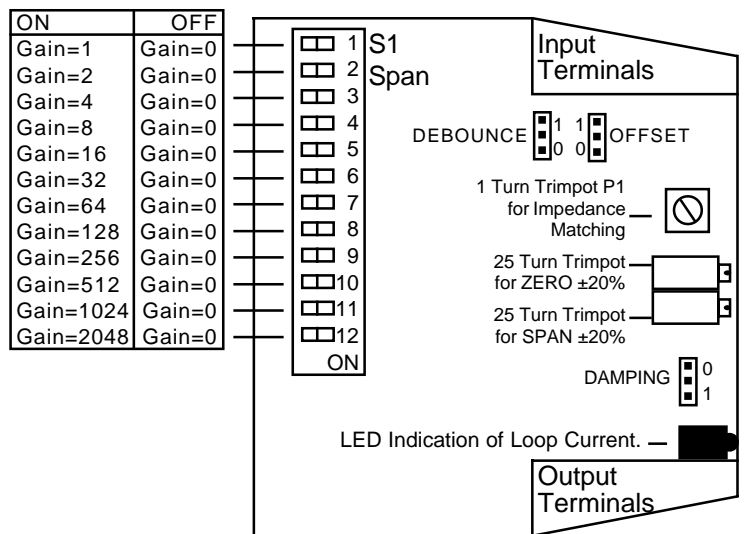 ON OFF
Gain=1 Gain=0
Gain=2 Gain=0
Gain=4 Gain=0
Gain=8 Gain=0
Gain=16 Gain=0
Gain=32 Gain=0
Gain=64 Gain=0
Gain=128 Gain=0
Gain=256 Gain=0
Gain=512 Gain=0
Gain=1024 Gain=0
Gain=2048 Gain=0
1
2
3
4
5
6
7
8
9
10
11
12
ON
S1
Span
Input
Terminals
DEBOUNCE 1 1 OFFSET
0 0
1 Turn Trimpot P1
for Impedance
Matching
25 Turn Trimpot
for ZERO ±20%
25 Turn Trimpot
for SPAN ±20%
DAMPING 0
1
LED Indication of Loop Current.
Output
Terminals